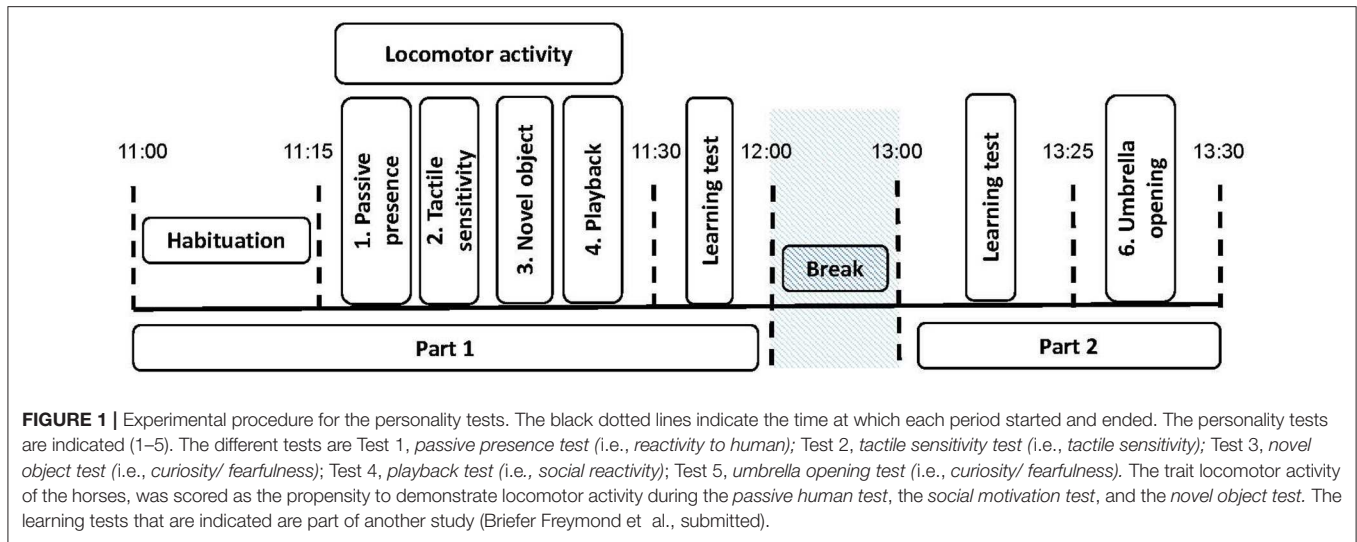 Locomotor activity
11:00
11:15
11:30
12:00
13:00
13:25
13:30
Habituation
1. Passive
presence
2. Tactile
sensitivity
3. Novel object
4. Playback
Learning test
Break
Learning test
6. Umbrella
opening
Part 1
Part 2
FIGURE 1 | Experimental procedure for the personality tests. The black dotted lines indicate the time at which each period started and ended. The personality tests
are indicated (1–5). The different tests are Test 1, passive presence test (i.e., reactivity to human); Test 2, tactile sensitivity test (i.e., tactile sensitivity); Test 3, novel
object test (i.e., curiosity/ fearfulness); Test 4, playback test (i.e., social reactivity); Test 5, umbrella opening test (i.e., curiosity/ fearfulness). The trait locomotor activity
of the horses, was scored as the propensity to demonstrate locomotor activity during the passive human test, the social motivation test, and the novel object test. The
learning tests that are indicated are part of another study (Briefer Freymond et al., submitted).